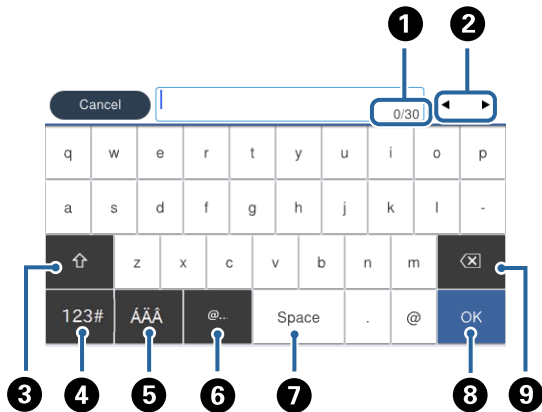 1 2
Cancel
0/30
q w e r t y u i o p
a s d f g h j k l -
z x c v b n m
123# ÁÄÂ @... Space . @ OK
3 4 5 6 7 8 9